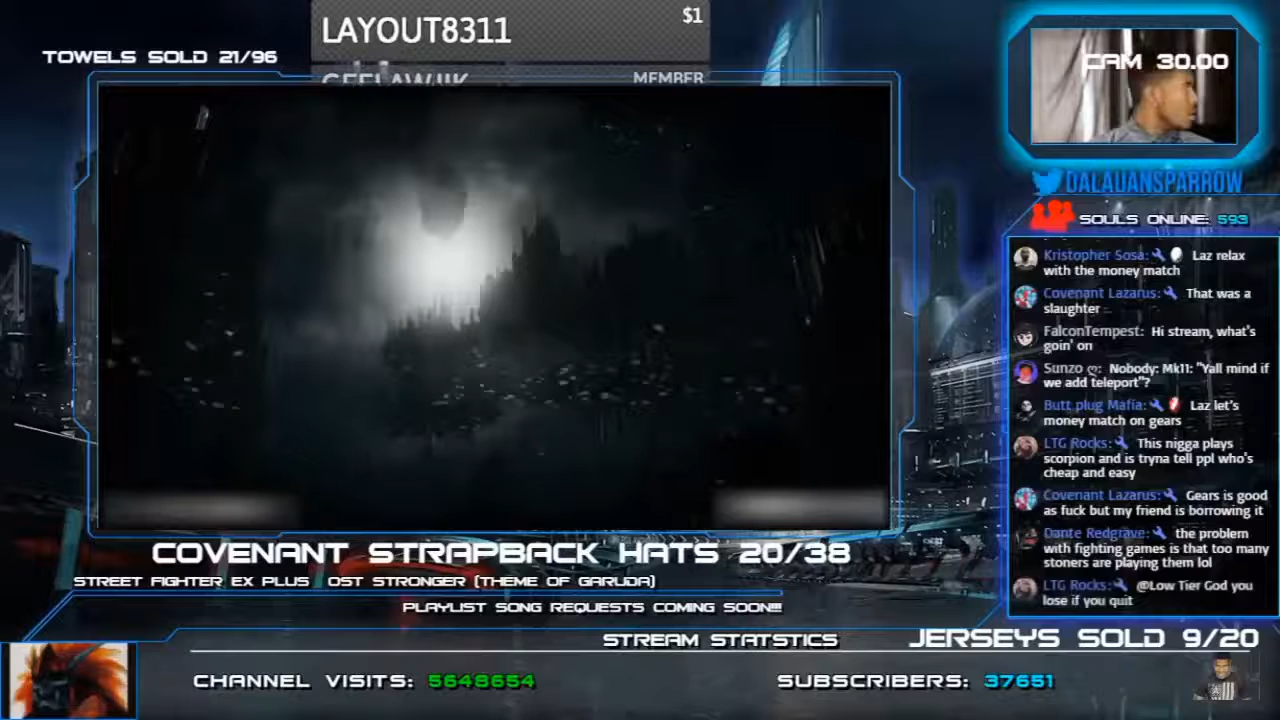 LAYOUT8311 $1
TOWELS SOLD 21/96
GEELAWJIK MEMBER
CAM 30.00
DALAUANSPARROW
SOULS ONLINE: 593
Kristopher Sosa: Laz relax
with the money match
Covenant Lazarus: That was a
slaughter
FalconTempest: Hi stream, what's
goin' on
Sunzo ღ: Nobody: Mk11: "Yall mind if
we add teleport"?
Butt plug Mafia: Laz let's
money match on gears
LTG Rocks: This nigga plays
scorpion and is tryna tell ppl who's
cheap and easy
Covenant Lazarus: Gears is good
as fuck but my friend is borrowing it
Dante Redgrave: the problem
with fighting games is that too many
stoners are playing them lol
LTG Rocks: @Low Tier God you
lose if you quit
COVENANT STRAPBACK HATS 20/38
STREET FIGHTER EX PLUS OST STRONGER (THEME OF GARUDA)
PLAYLIST SONG REQUESTS COMING SOON!!!
STREAM STATSTICS
JERSEYS SOLD 9/20
CHANNEL VISITS: 5648654
SUBSCRIBERS: 37651